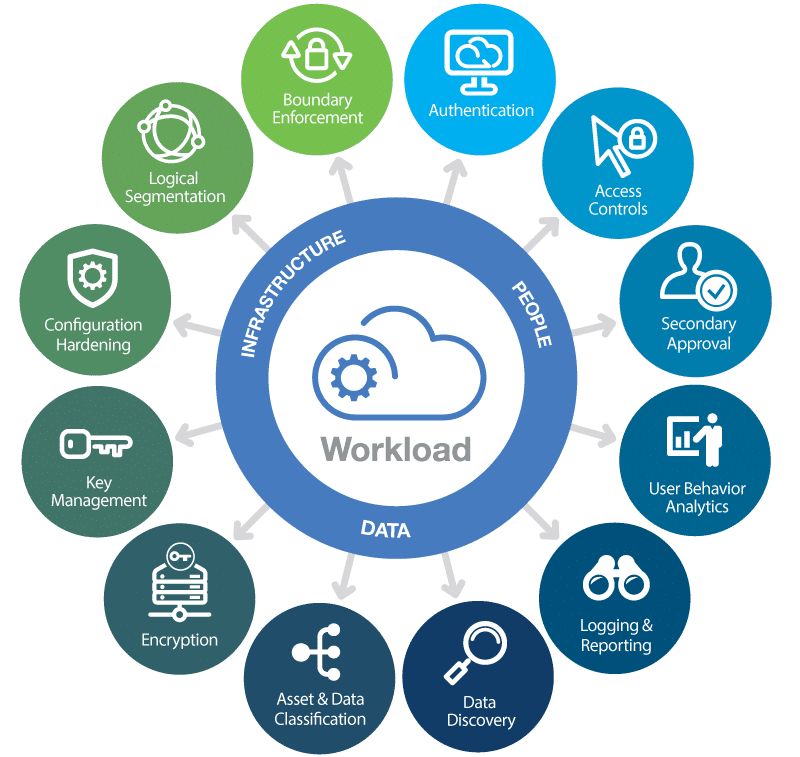 Boundary
Enforcement
Authentication
Access
Controls
Secondary
Approval
User Behavior
Analytics
Logging &
Reporting
Data
Discovery
Asset & Data
Classification
Encryption
Key
Management
Configuration
Hardening
Logical
Segmentation
INFRASTRUCTURE
PEOPLE
DATA
Workload